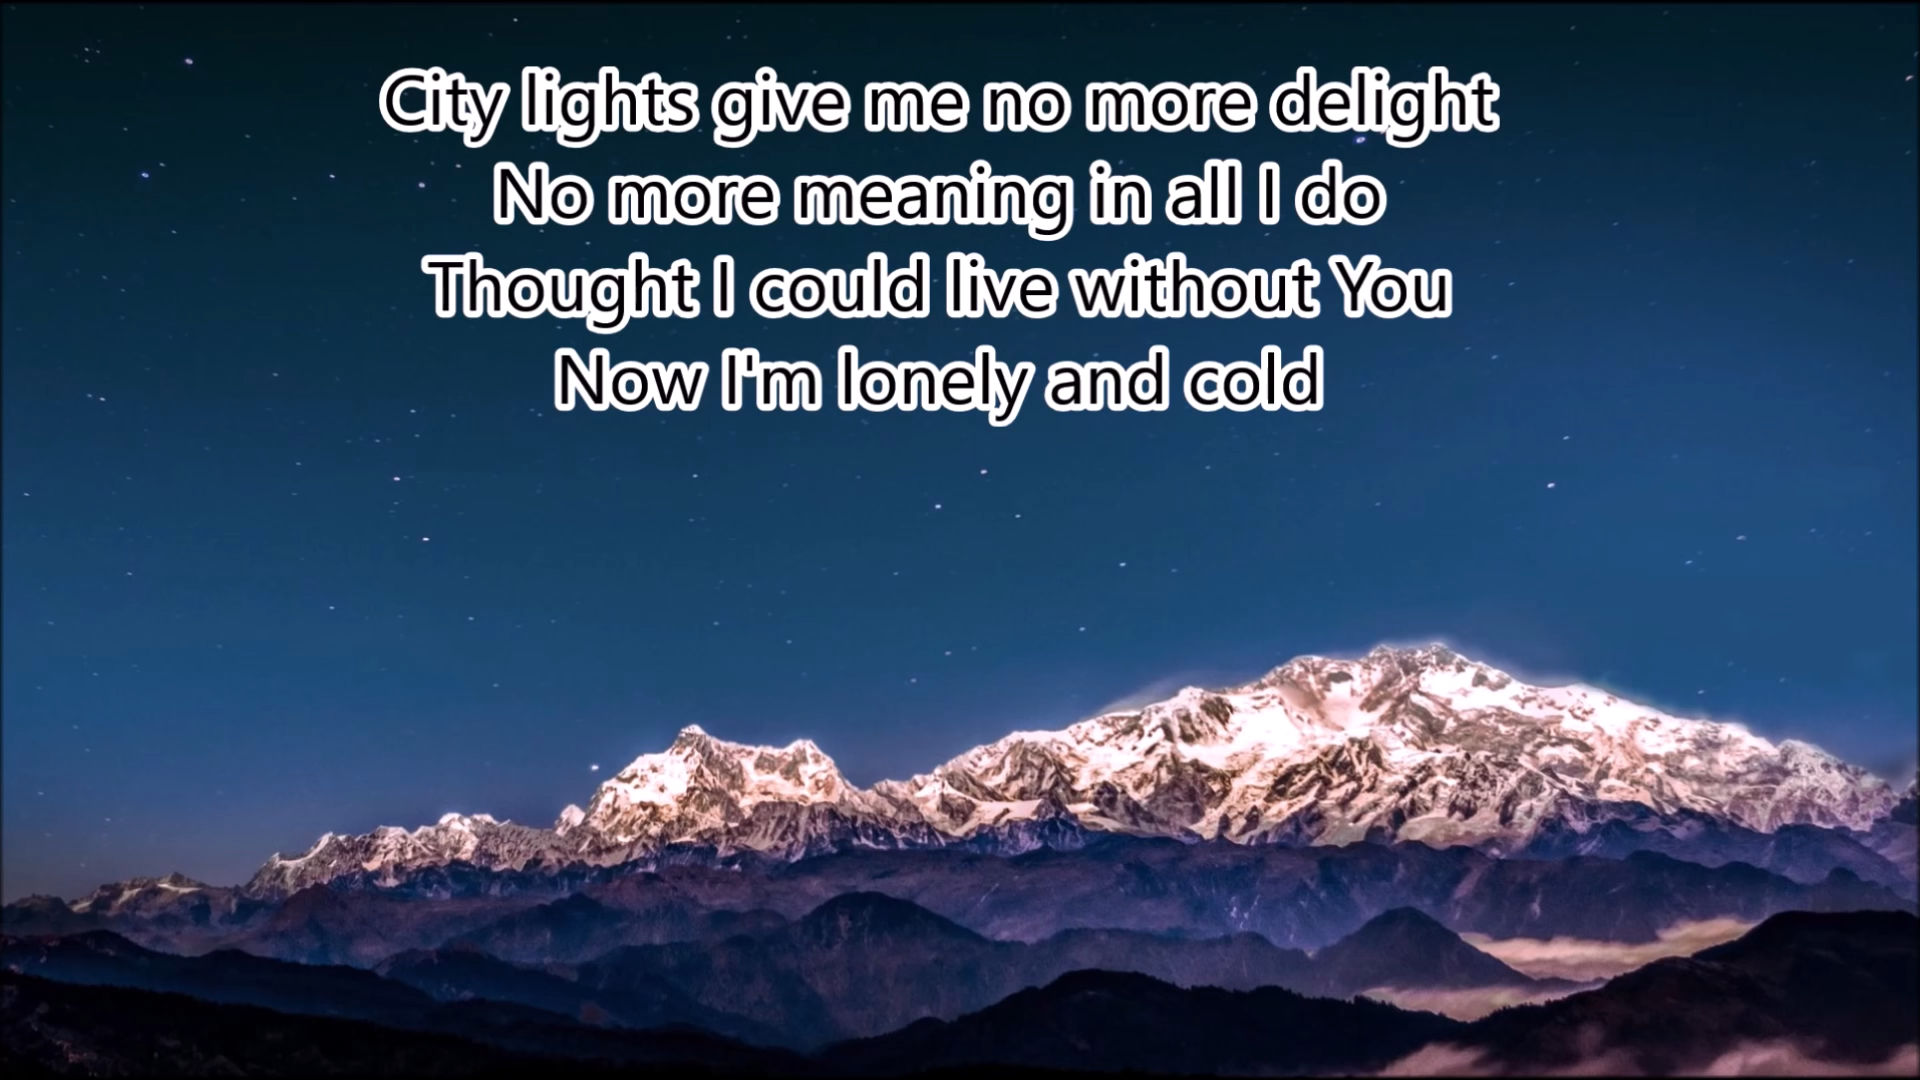 City lights give me no more delight
No more meaning in all I do
Thought I could live without You
Now I'm lonely and cold